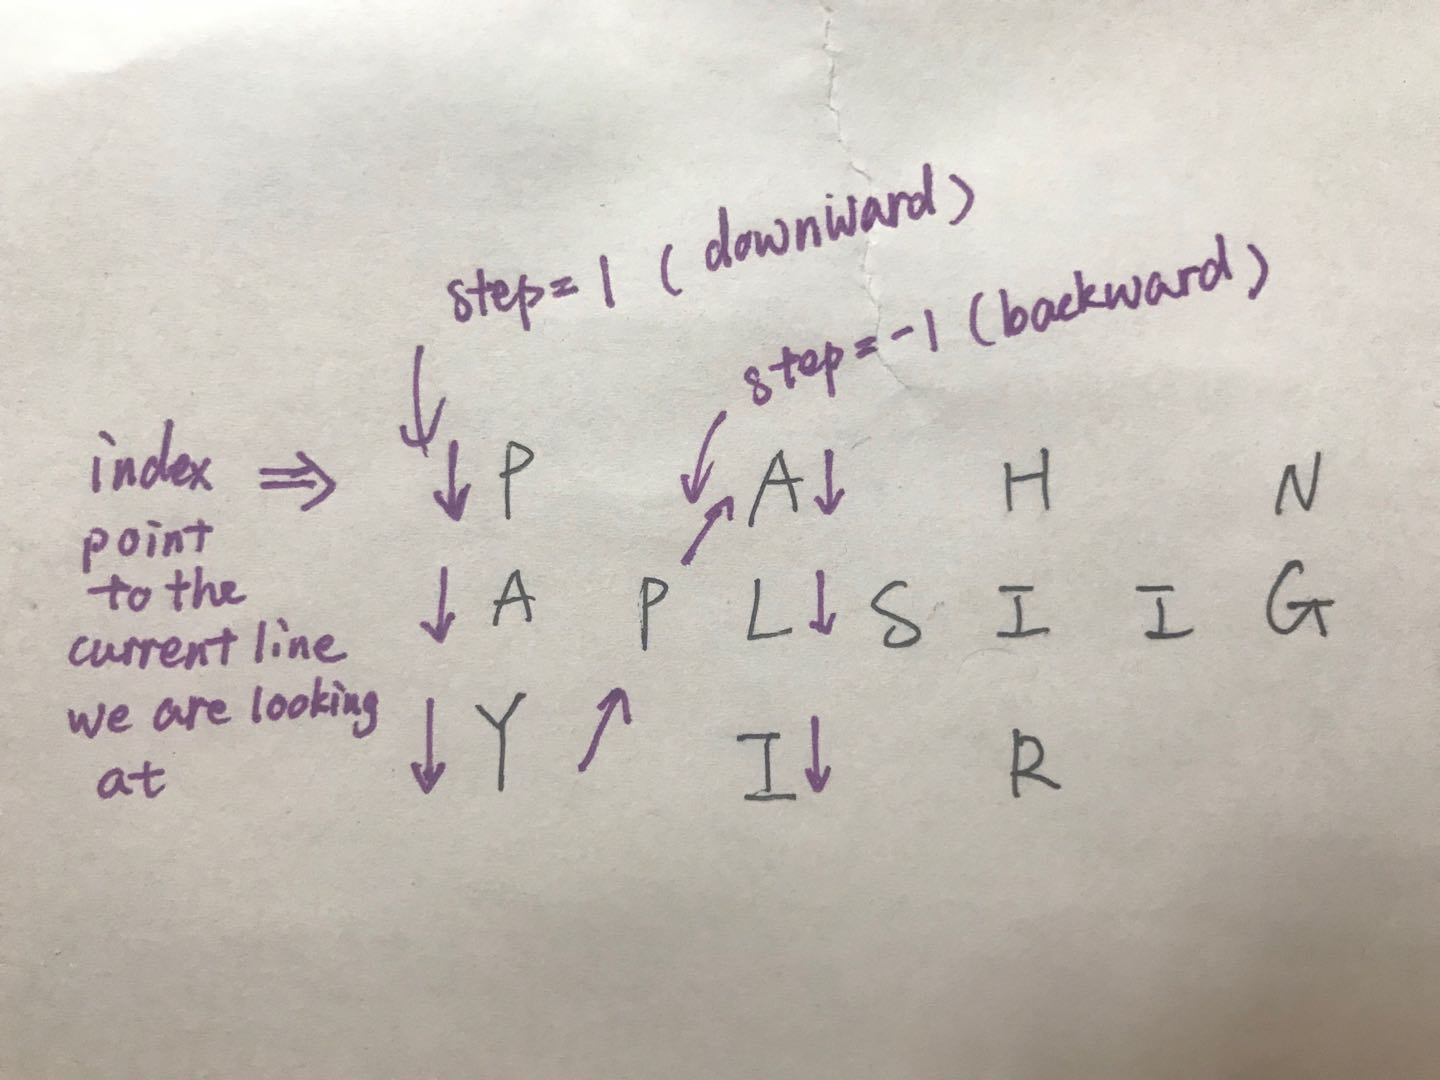 step=1 (downward)
step=-1 (backward)
index ⇒
point
to the
current line
we are looking
at
↓ P ↗ A ↓ H N
↓ A P L ↓ S I I G
↓ Y ↗ I ↓ R